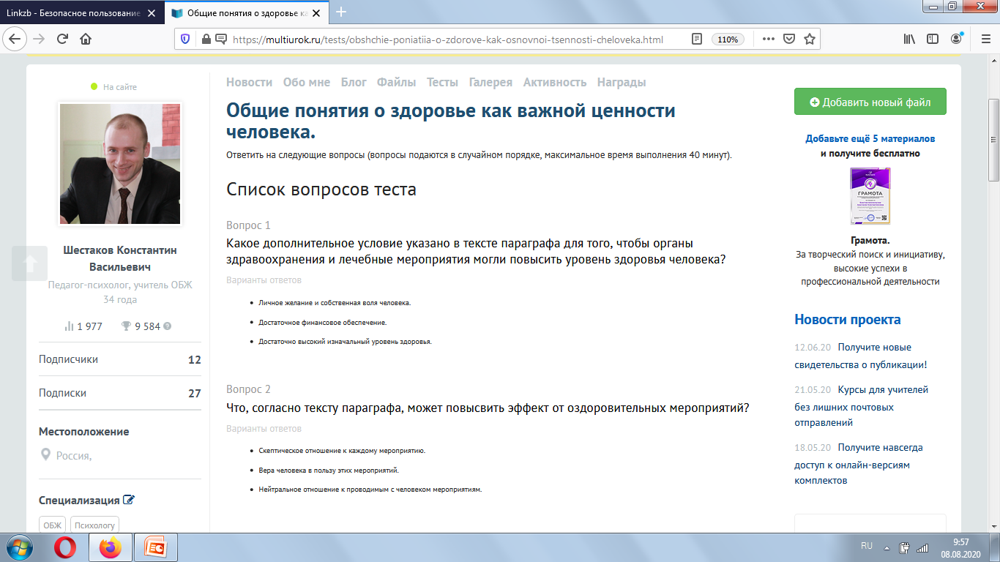 Linkzb - Безопасное пользование
Общие понятия о здоровье ка
https://multiurok.ru/tests/obshchie-poniatiia-o-zdorove-kak-osnovnoi-tsennosti-cheloveka.html
110%
На сайте
Шестаков Константин
Васильевич
Педагог-психолог, учитель ОБЖ
34 года
1 977
9 584
Подписчики 12
Подписки 27
Местоположение
Россия,
Специализация
ОБЖ
Психологу
Новости Обо мне Блог Файлы Тесты Галерея Активность Награды
Общие понятия о здоровье как важной ценности
человека.
Ответить на следующие вопросы (вопросы подаются в случайном порядке, максимальное время выполнения 40 минут).
Список вопросов теста
Вопрос 1
Какое дополнительное условие указано в тексте параграфа для того, чтобы органы
здравоохранения и лечебные мероприятия могли повысить уровень здоровья человека?
Варианты ответов
• Личное желание и собственная воля человека.
• Достаточное финансовое обеспечение.
• Достаточно высокий изначальный уровень здоровья.
Вопрос 2
Что, согласно тексту параграфа, может повысвить эффект от оздоровительных мероприятий?
Варианты ответов
• Скептическое отношение к каждому мероприятию.
• Вера человека в пользу этих мероприятий.
• Нейтральное отношение к проводимым с человеком мероприятиям.
Добавить новый файл
Добавьте ещё 5 материалов
и получите бесплатно
ГРАМОТА
Грамота.
За творческий поиск и инициативу,
высокие успехи в
профессиональной деятельности
Новости проекта
12.06.20 Получите новые
свидетельства о публикации!
21.05.20 Курсы для учителей
без лишних почтовых
отправлений
18.05.20 Получите навсегда
доступ к онлайн-версиям
комплектов
RU
9:57
08.08.2020